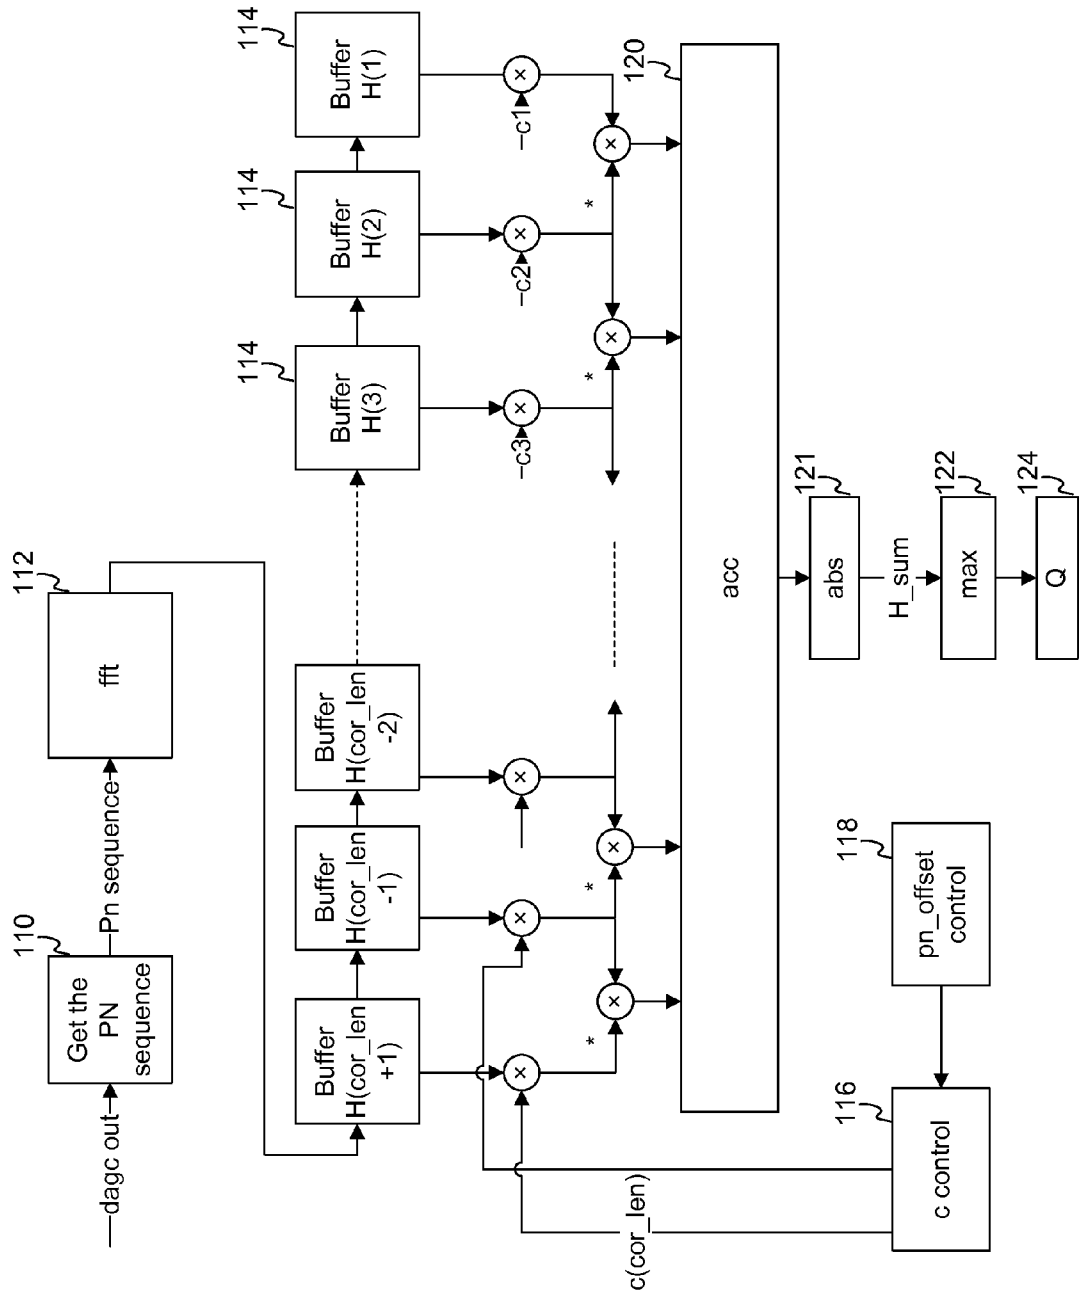 dagc out
110
Get the
PN
sequence
Pn sequence
112
fft
Buffer
H(cor_len
+1)
Buffer
H(cor_len
-1)
Buffer
H(cor_len
-2)
114
Buffer
H(3)
114
Buffer
H(2)
114
Buffer
H(1)
c(cor_len)
×
×
×
c3
×
c2
×
c1
×
*
×
*
×
*
×
*
×
120
acc
116
c control
118
pn_offset
control
121
abs
H_sum
122
max
124
Q